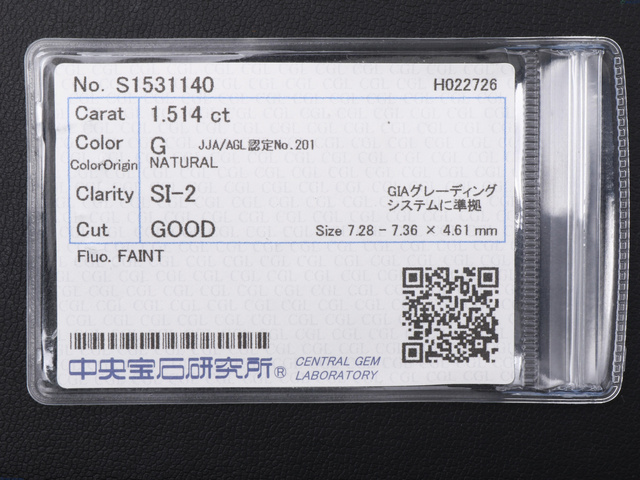 No. S1531140 H022726
Carat 1.514 ct
Color G JJA/AGL認定No.201
ColorOrigin NATURAL
Clarity SI-2 GIAグレーディング
システムに準拠
Cut GOOD Size 7.28 - 7.36 × 4.61 mm
Fluo. FAINT
中央宝石研究所® CENTRAL GEM
LABORATORY